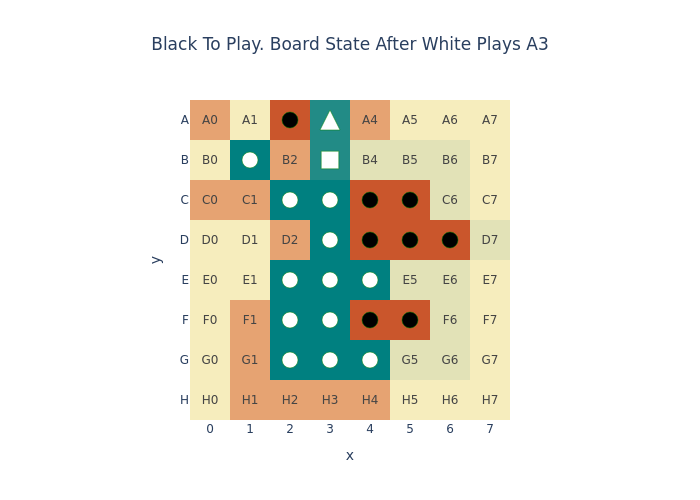 Black To Play. Board State After White Plays A3
A A0 A1 A4 A5 A6 A7
B B0 B2 B4 B5 B6 B7
C C0 C1 C6 C7
D D0 D1 D2 D7
E E0 E1 E5 E6 E7
F F0 F1 F6 F7
G G0 G1 G5 G6 G7
H H0 H1 H2 H3 H4 H5 H6 H7
0 1 2 3 4 5 6 7
x
y